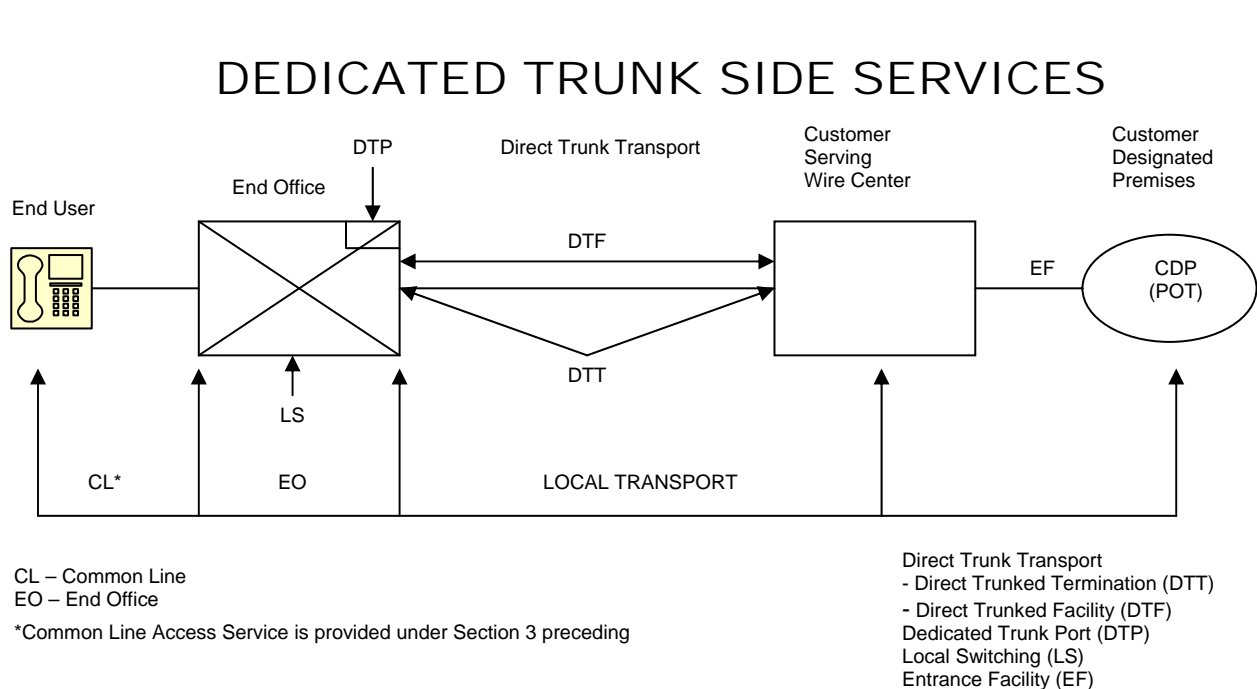 DEDICATED TRUNK SIDE SERVICES
DTP
Direct Trunk Transport
Customer
Serving
Wire Center
Customer
Designated
Premises
End User
End Office
DTF
EF
CDP
(POT)
DTT
LS
CL*
EO
LOCAL TRANSPORT
CL – Common Line
EO – End Office
*Common Line Access Service is provided under Section 3 preceding
Direct Trunk Transport
- Direct Trunked Termination (DTT)
- Direct Trunked Facility (DTF)
Dedicated Trunk Port (DTP)
Local Switching (LS)
Entrance Facility (EF)